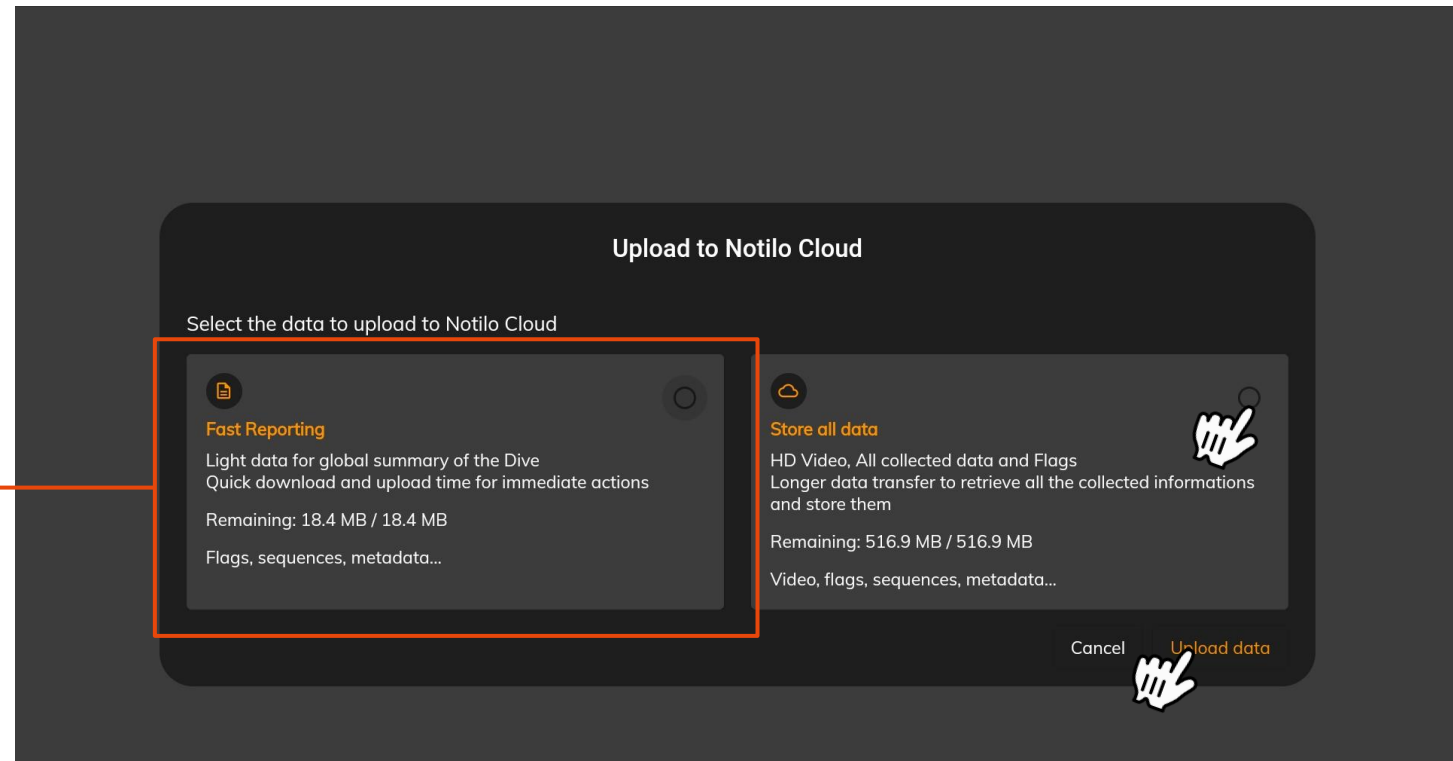 Upload to Notilo Cloud
Select the data to upload to Notilo Cloud
Fast Reporting
Light data for global summary of the Dive
Quick download and upload time for immediate actions
Remaining: 18.4 MB / 18.4 MB
Flags, sequences, metadata...
Store all data
HD Video, All collected data and Flags
Longer data transfer to retrieve all the collected informations
and store them
Remaining: 516.9 MB / 516.9 MB
Video, flags, sequences, metadata...
Cancel
Upload data